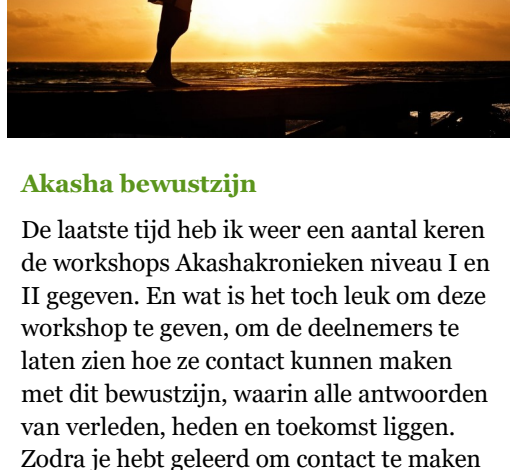 Akasha bewustzijn
De laatste tijd heb ik weer een aantal keren
de workshops Akashakronieken niveau I en
II gegeven. En wat is het toch leuk om deze
workshop te geven, om de deelnemers te
laten zien hoe ze contact kunnen maken
met dit bewustzijn, waarin alle antwoorden
van verleden, heden en toekomst liggen.
Zodra je hebt geleerd om contact te maken